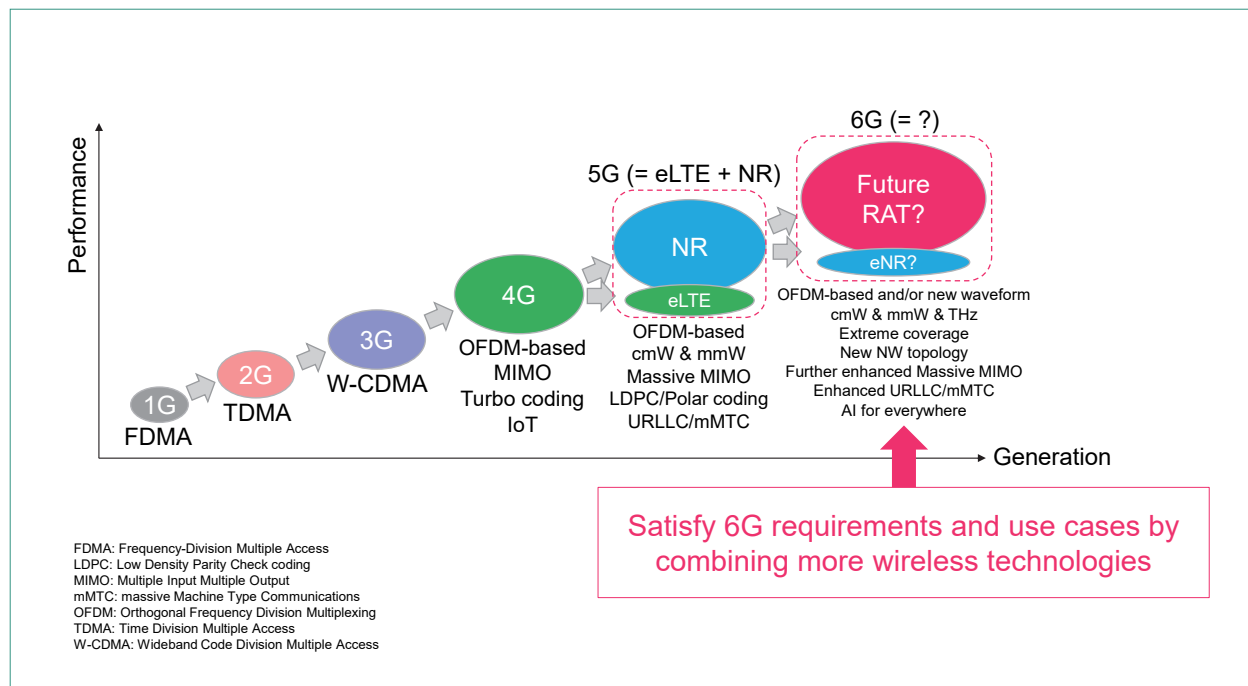 Performance
1G
FDMA
2G
TDMA
3G
W-CDMA
4G
OFDM-based
MIMO
Turbo coding
IoT
5G (= eLTE + NR)
NR
eLTE
OFDM-based
cmW & mmW
Massive MIMO
LDPC/Polar coding
URLLC/mMTC
6G (= ?)
Future
RAT?
eNR?
OFDM-based and/or new waveform
cmW & mmW & THz
Extreme coverage
New NW topology
Further enhanced Massive MIMO
Enhanced URLLC/mMTC
AI for everywhere
Generation
Satisfy 6G requirements and use cases by
combining more wireless technologies
FDMA: Frequency-Division Multiple Access
LDPC: Low Density Parity Check coding
MIMO: Multiple Input Multiple Output
mMTC: massive Machine Type Communications
OFDM: Orthogonal Frequency Division Multiplexing
TDMA: Time Division Multiple Access
W-CDMA: Wideband Code Division Multiple Access